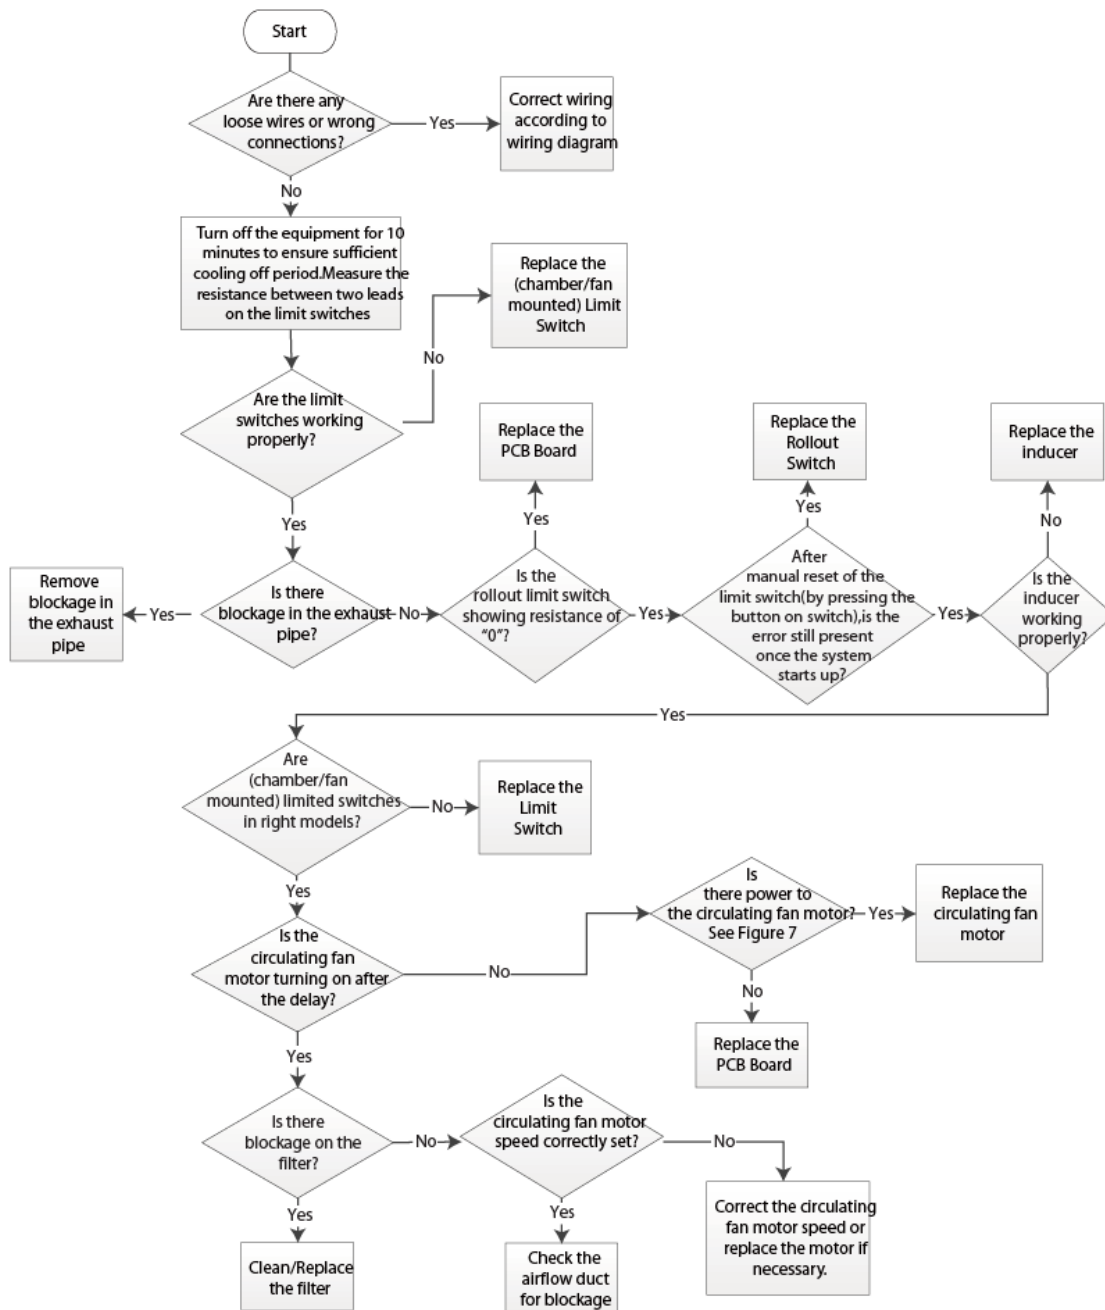 Start
Are there any
loose wires or wrong
connections?
Yes
Correct wiring
according to
wiring diagram
No
Turn off the equipment for 10
minutes to ensure sufficient
cooling off period.Measure the
resistance between two leads
on the limit switches
Replace the
(chamber/fan
mounted) Limit
Switch
No
Are the limit
switches working
properly?
Yes
Replace the
PCB Board
Yes
Replace the
Rollout
Switch
Yes
Replace the
inducer
No
Remove
blockage in
the exhaust
pipe
Yes
Is there
blockage in the exhaust
pipe?
No
Is the
rollout limit switch
showing resistance of
“0”?
Yes
After
manual reset of the
limit switch(by pressing the
button on switch),is the
error still present
once the system
starts up?
Yes
Is the
inducer
working
properly?
Yes
Are
(chamber/fan
mounted) limited switches
in right models?
No
Replace the
Limit
Switch
Yes
Is the
circulating fan
motor turning on after
the delay?
No
Is
there power to
the circulating fan motor?
See Figure 7
Yes
Replace the
circulating fan
motor
No
Replace the
PCB Board
Yes
Is there
blockage on the
filter?
No
Is the
circulating fan motor
speed correctly set?
No
Correct the circulating
fan motor speed or
replace the motor if
necessary.
Yes
Clean/Replace
the filter
Yes
Check the
airflow duct
for blockage